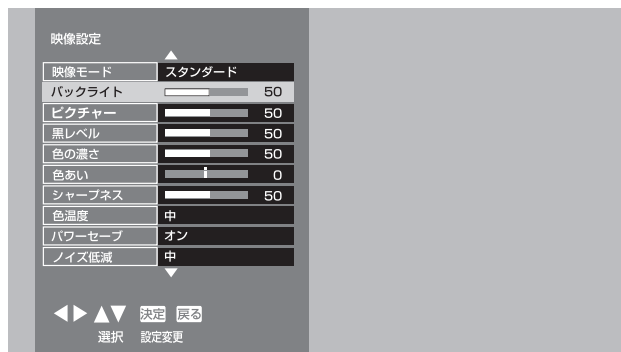 映像設定
映像モード スタンダード
バックライト 50
ピクチャー 50
黒レベル 50
色の濃さ 50
色あい 0
シャープネス 50
色温度 中
パワーセーブ オン
ノイズ低減 中
決定 戻る
選択 設定変更